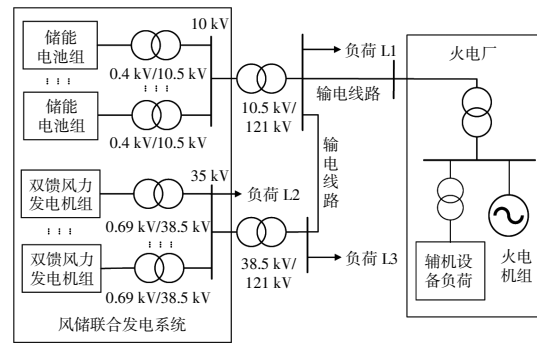 10 kV
储能
电池组
0.4 kV/10.5 kV
储能
电池组
0.4 kV/10.5 kV
35 kV
双馈风力
发电机组
0.69 kV/38.5 kV
负荷 L2
双馈风力
发电机组
0.69 kV/38.5 kV
风储联合发电系统
10.5 kV/
121 kV
38.5 kV/
121 kV
负荷 L1
输电线路
输
电
线
路
负荷 L3
火电厂
辅机设
备负荷
火电
机组